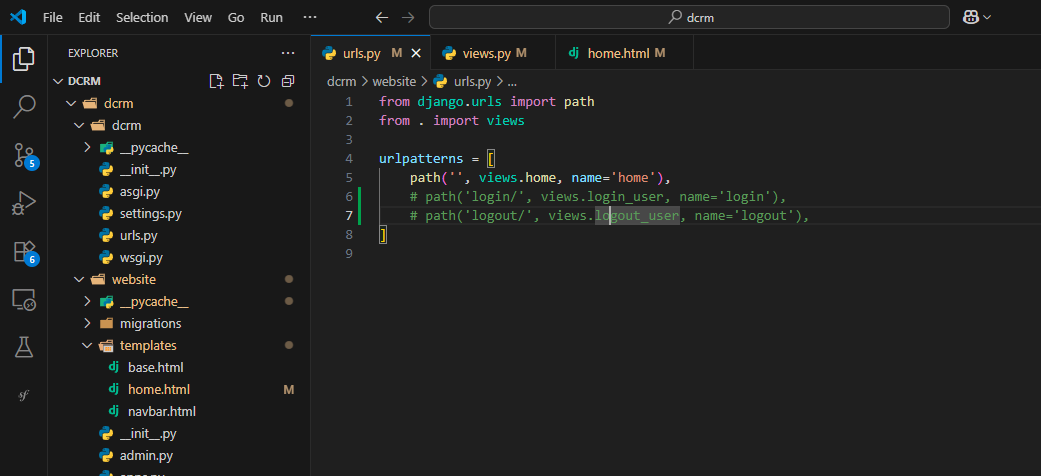 File Edit Selection View Go Run ··· dcrm
EXPLORER ···
DCRM
dcrm
dcrm
__pycache__
__init__.py
asgi.py
settings.py
urls.py
wsgi.py
website
__pycache__
migrations
templates
base.html
home.html M
navbar.html
__init__.py
admin.py
5
6
urls.py M views.py M home.html M
dcrm > website > urls.py > ...
1 from django.urls import path
2 from . import views
3
4 urlpatterns = [
5 path('', views.home, name='home'),
6 # path('login/', views.login_user, name='login'),
7 # path('logout/', views.logout_user, name='logout'),
8 ]
9